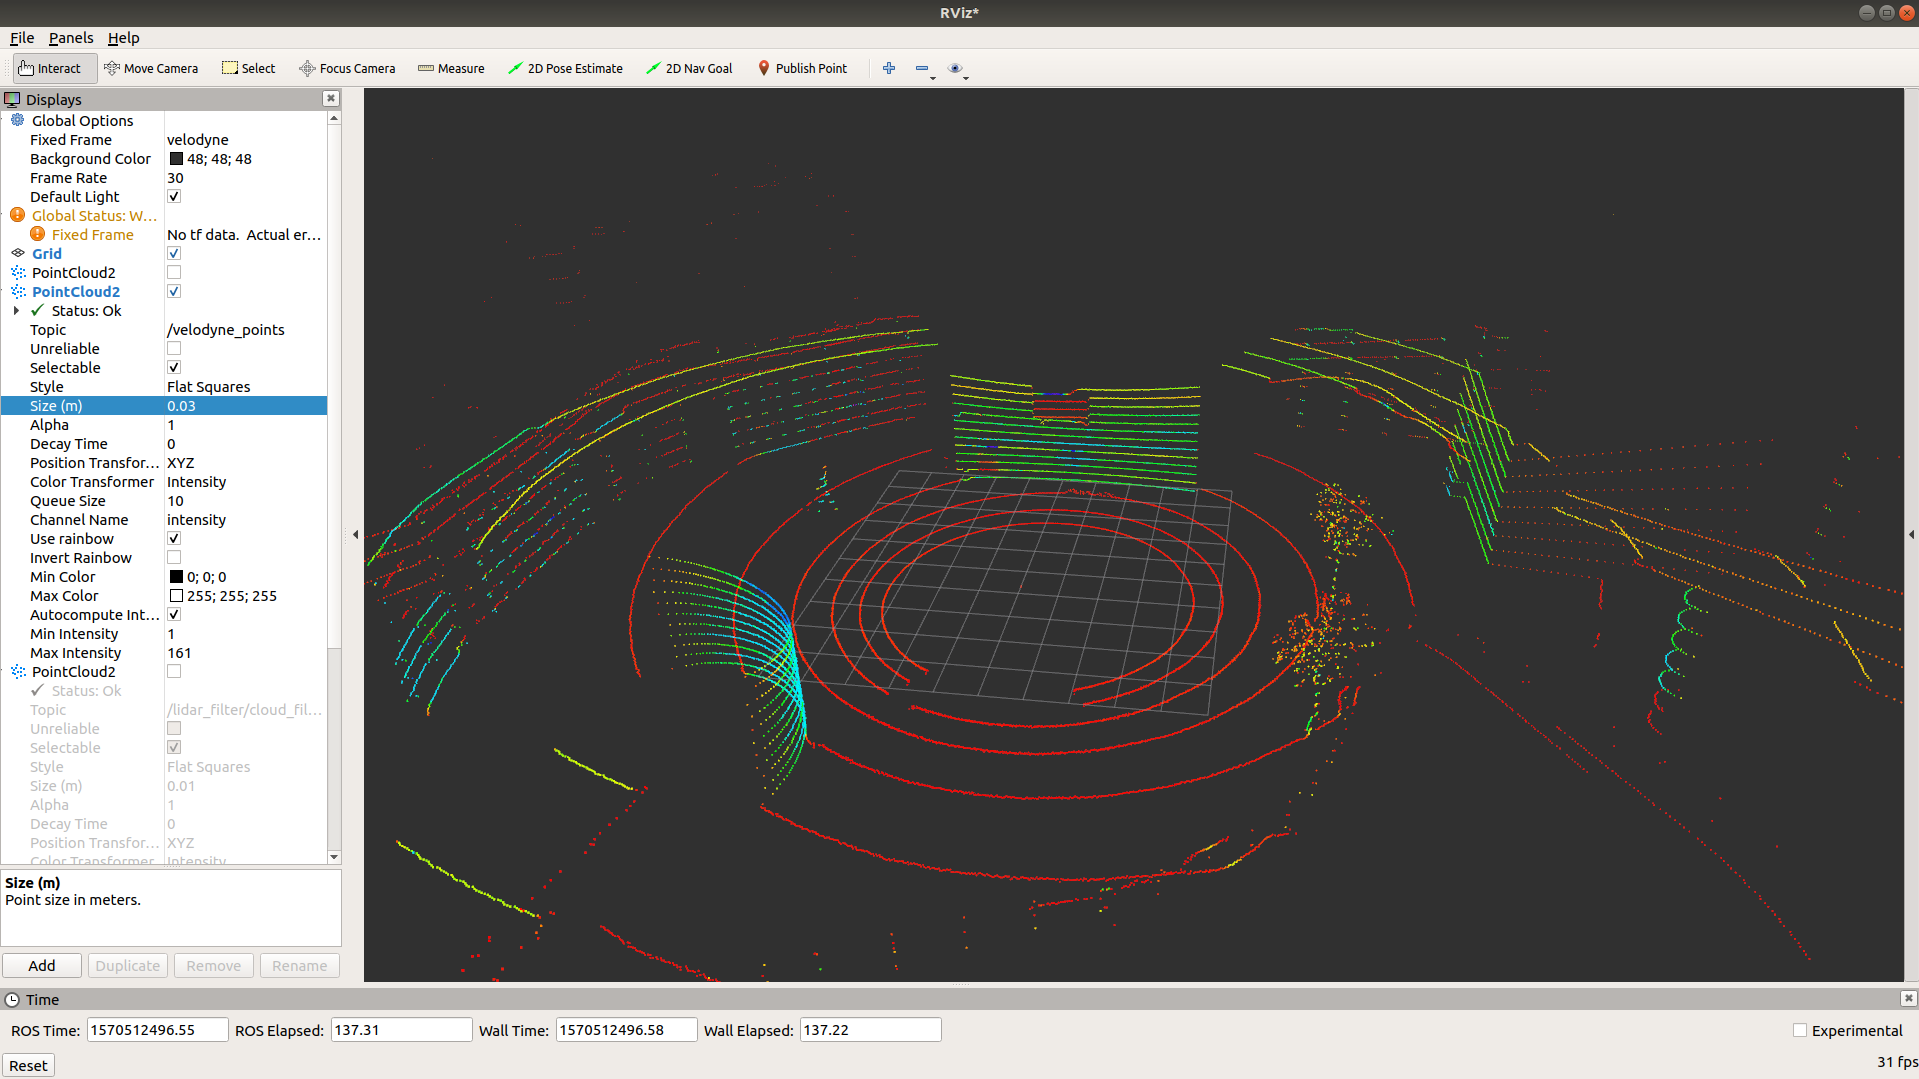 RViz*
File Panels Help
Interact Move Camera Select Focus Camera Measure 2D Pose Estimate 2D Nav Goal Publish Point
Displays
Global Options
Fixed Frame velodyne
Background Color 48; 48; 48
Frame Rate 30
Default Light
Global Status: W...
Fixed Frame No tf data. Actual er...
Grid
PointCloud2
PointCloud2
Status: Ok
Topic /velodyne_points
Unreliable
Selectable
Style Flat Squares
Size (m) 0.03
Alpha 1
Decay Time 0
Position Transfor... XYZ
Color Transformer Intensity
Queue Size 10
Channel Name intensity
Use rainbow
Invert Rainbow
Min Color 0; 0; 0
Max Color 255; 255; 255
Autocompute Int...
Min Intensity 1
Max Intensity 161
PointCloud2
Status: Ok
Topic /lidar_filter/cloud_fil...
Unreliable
Selectable
Style Flat Squares
Size (m) 0.01
Alpha 1
Decay Time 0
Position Transfor... XYZ
Color Transformer Intensity
Size (m)
Point size in meters.
Add Duplicate Remove Rename
Time
ROS Time: 1570512496.55 ROS Elapsed: 137.31 Wall Time: 1570512496.58 Wall Elapsed: 137.22 Experimental
Reset 31 fps